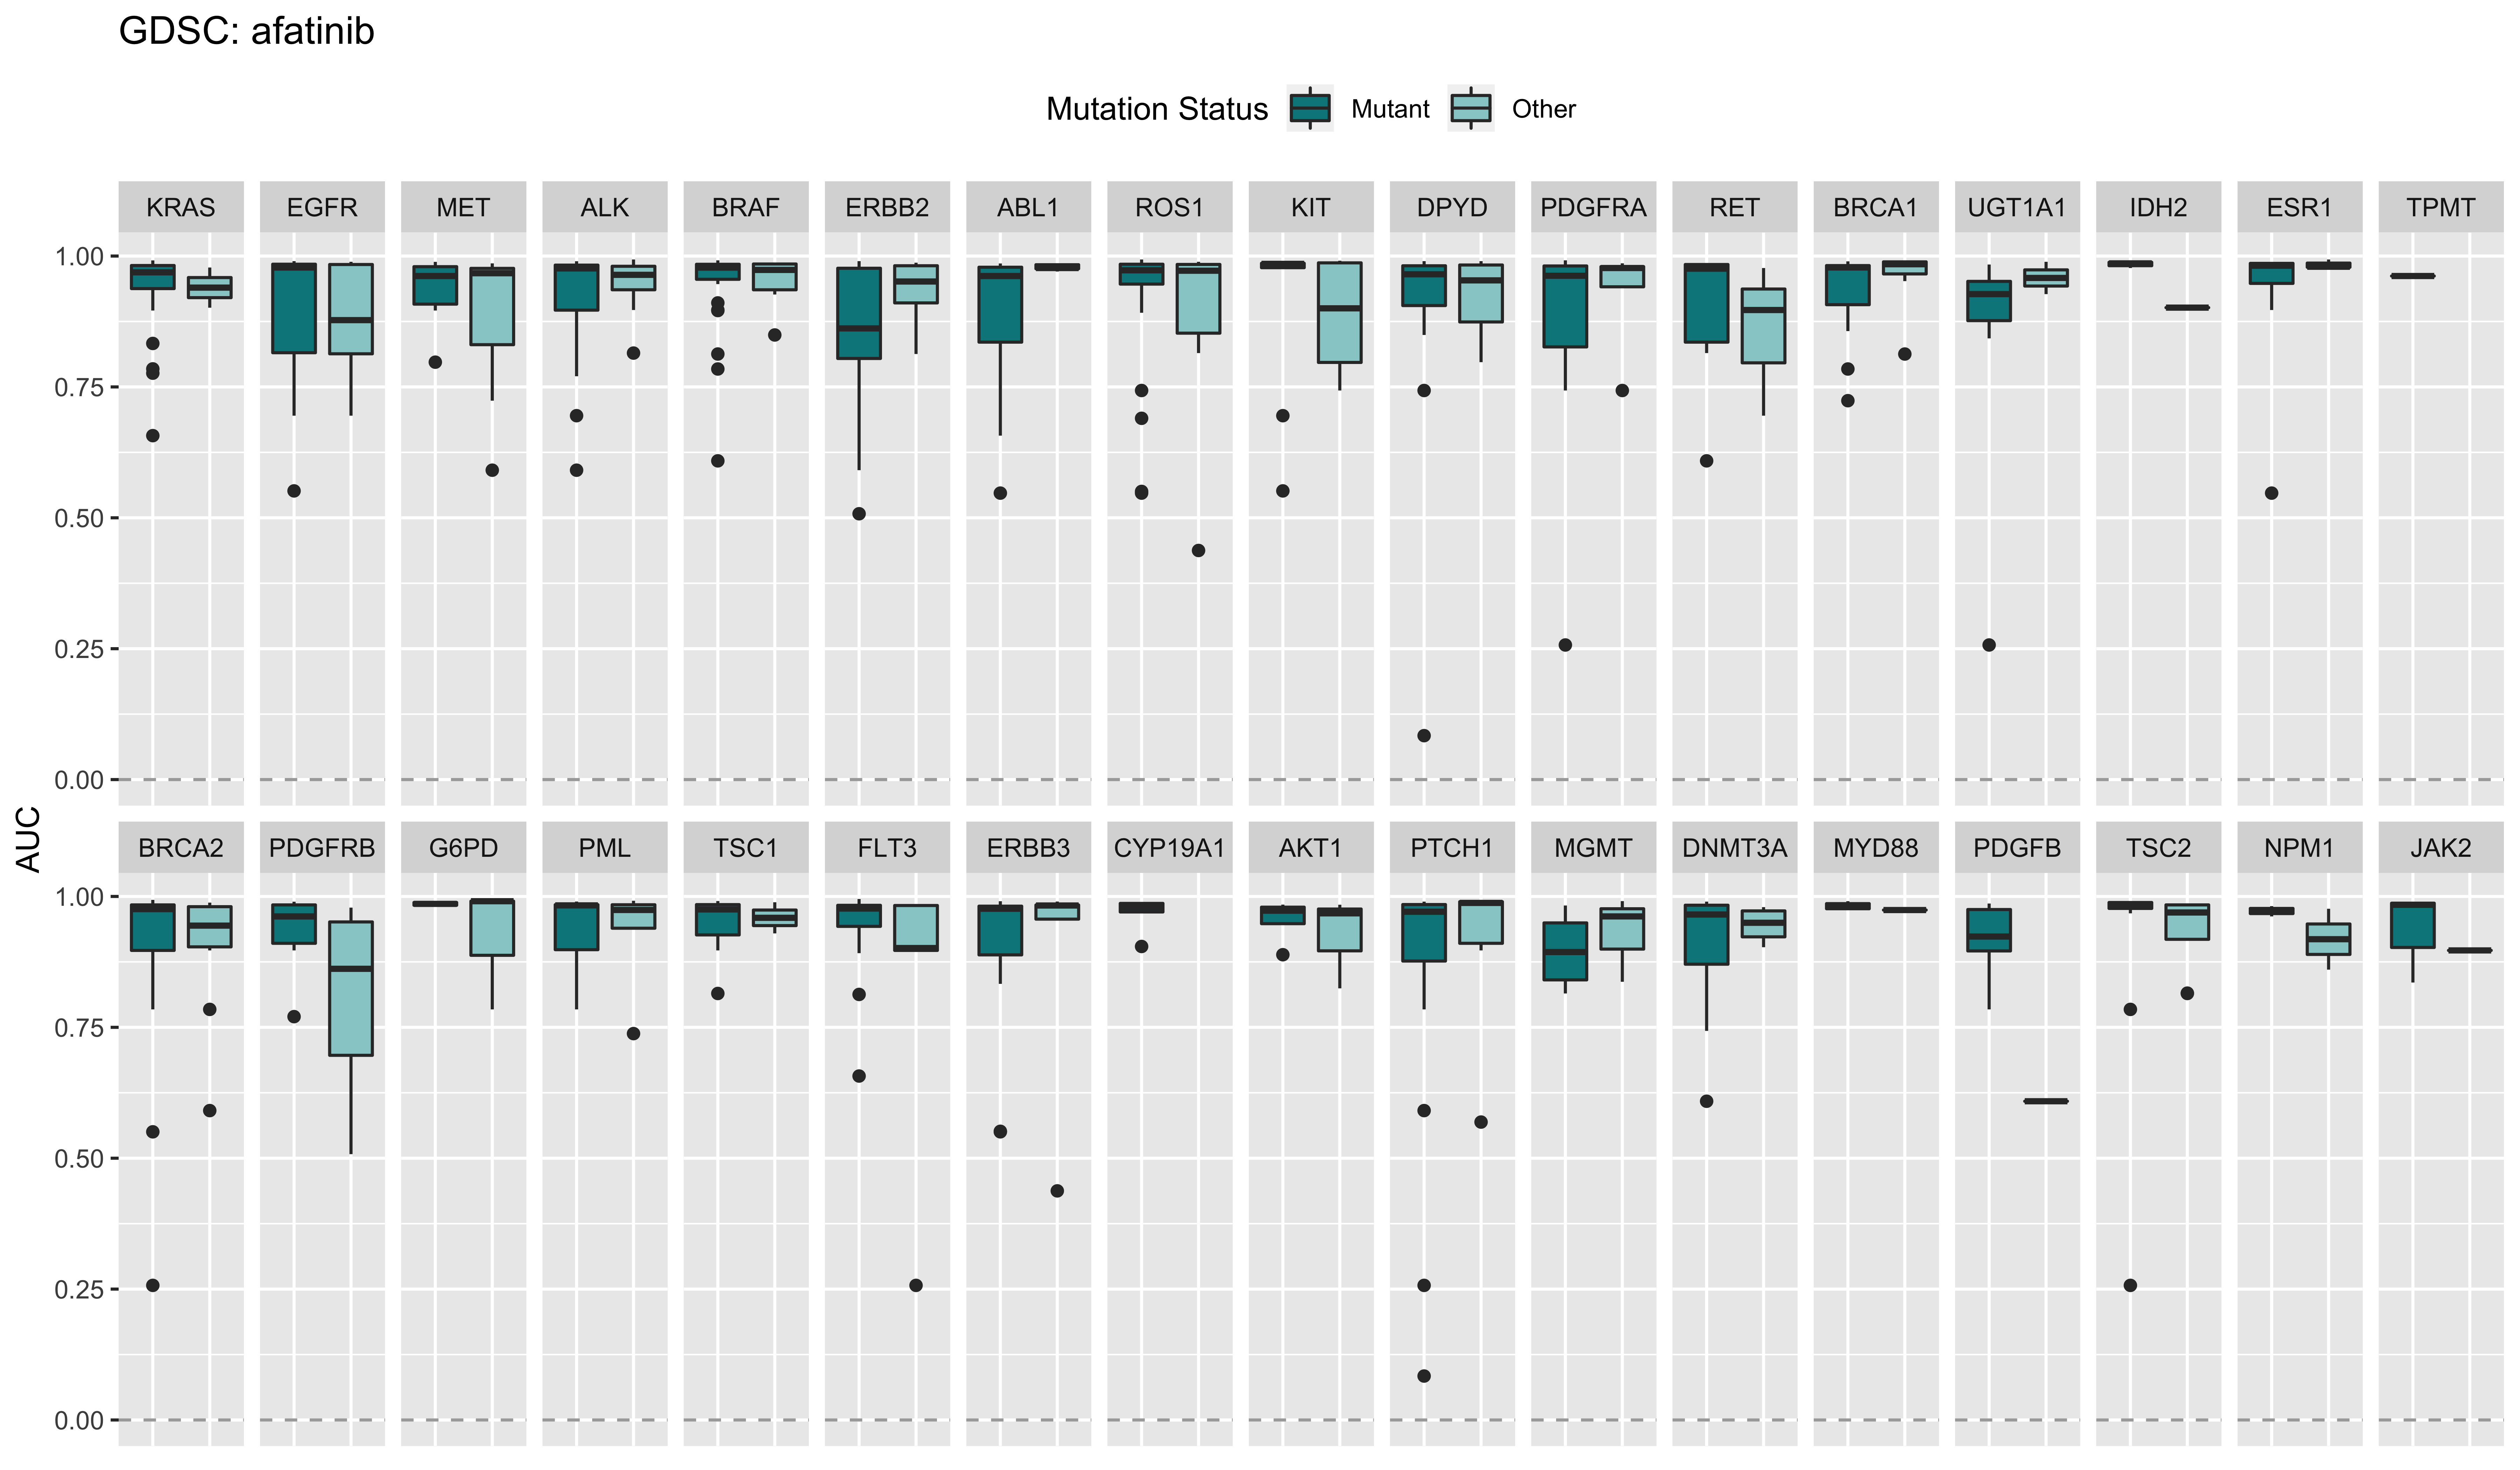 GDSC: afatinib
Mutation Status Mutant Other
KRAS EGFR MET ALK BRAF ERBB2 ABL1 ROS1 KIT DPYD PDGFRA RET BRCA1 UGT1A1 IDH2 ESR1 TPMT
1.00
0.75
0.50
0.25
0.00
AUC
BRCA2 PDGFRB G6PD PML TSC1 FLT3 ERBB3 CYP19A1 AKT1 PTCH1 MGMT DNMT3A MYD88 PDGFB TSC2 NPM1 JAK2
1.00
0.75
0.50
0.25
0.00